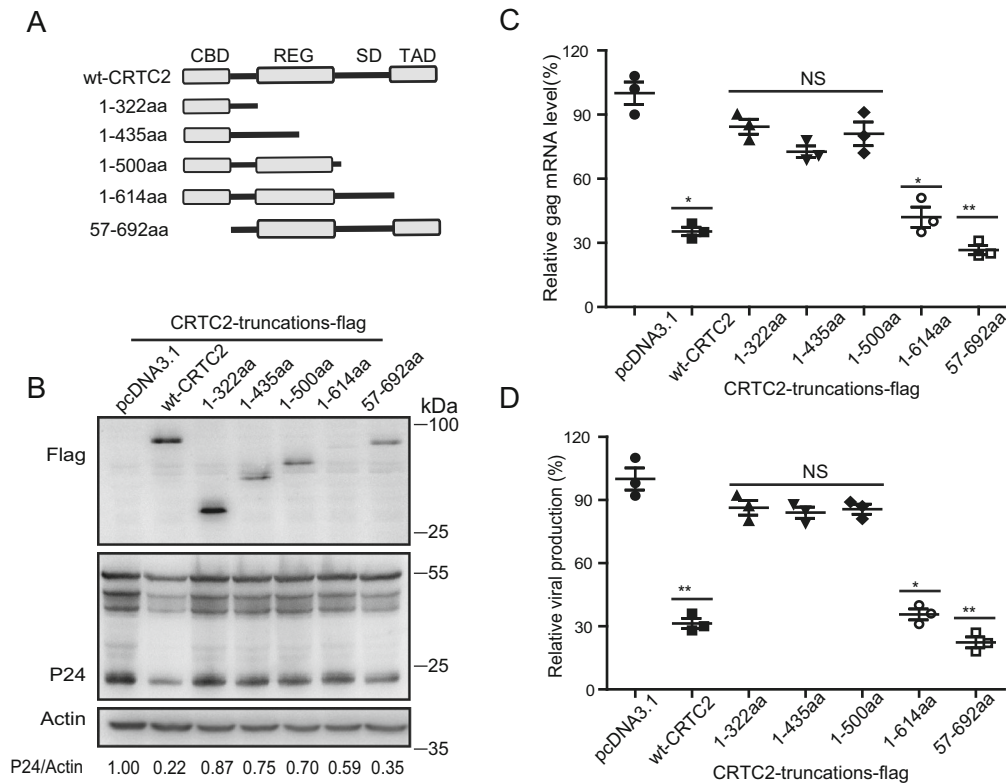 A
CBD REG SD TAD
wt-CRTC2
1-322aa
1-435aa
1-500aa
1-614aa
57-692aa
CRTC2-truncations-flag
B
pcDNA3.1
wt-CRTC2
1-322aa
1-435aa
1-500aa
1-614aa
57-692aa
kDa
100
Flag
25
55
P24
25
Actin
35
P24/Actin 1.00 0.22 0.87 0.75 0.70 0.59 0.35
C
Relative gag mRNA level(%)
120
90
60
30
0
*
NS
*
**
pcDNA3.1
wt-CRTC2
1-322aa
1-435aa
1-500aa
1-614aa
57-692aa
CRTC2-truncations-flag
D
Relative viral production (%)
120
90
60
30
0
**
NS
*
**
pcDNA3.1
wt-CRTC2
1-322aa
1-435aa
1-500aa
1-614aa
57-692aa
CRTC2-truncations-flag